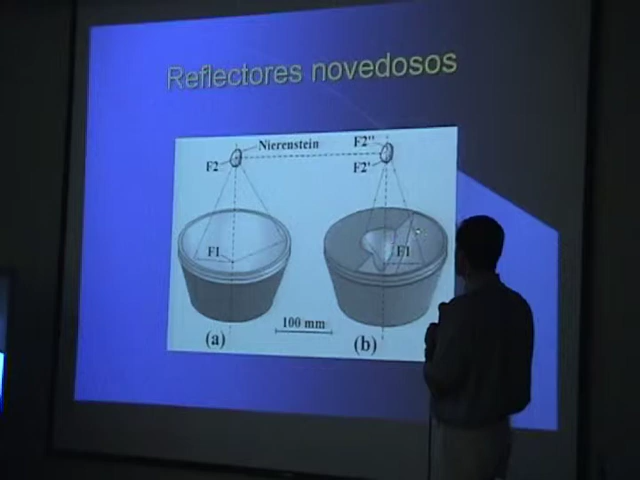 Reflectores novedosos
Nierenstein
F2
F2''
F2'
F1
F1
100 mm
(a)
(b)